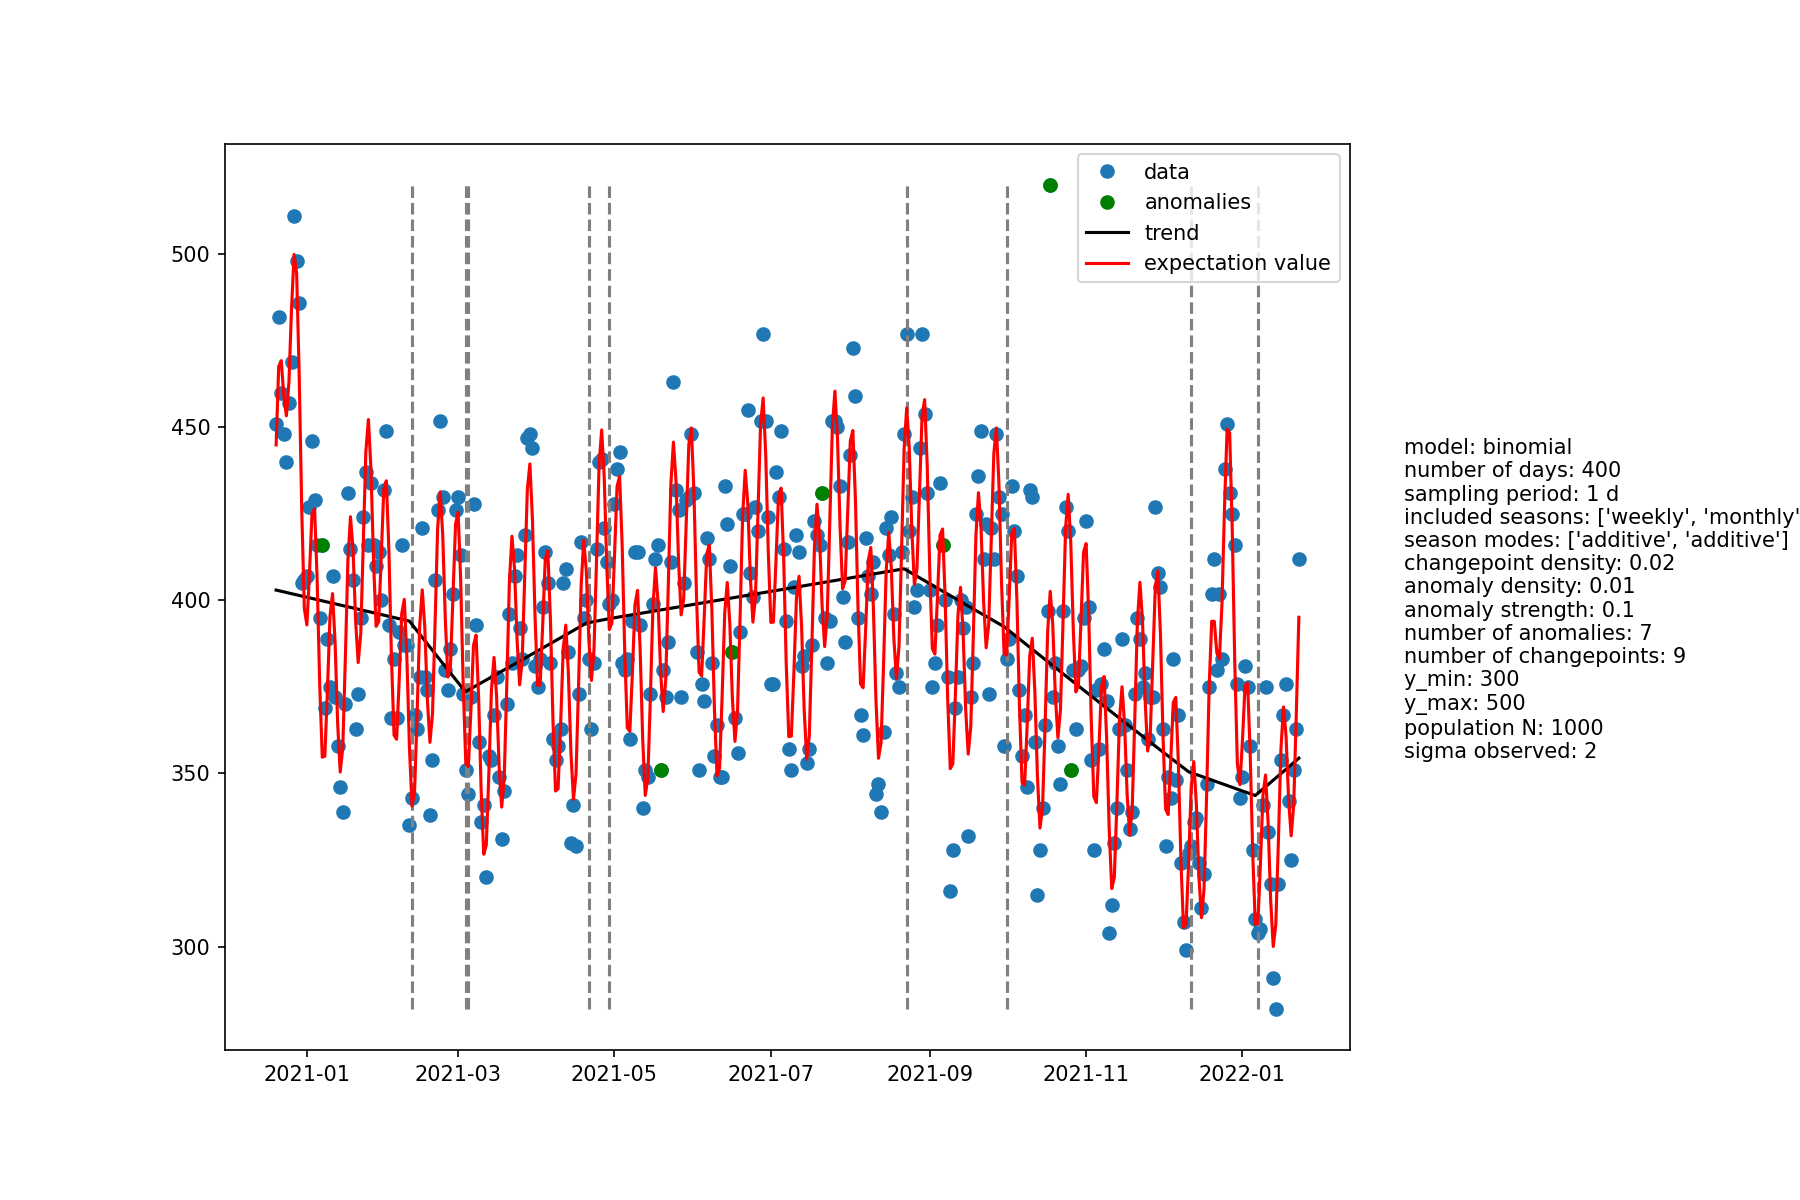 data
anomalies
trend
expectation value
500
450
400
350
300
2021-01 2021-03 2021-05 2021-07 2021-09 2021-11 2022-01
model: binomial
number of days: 400
sampling period: 1 d
included seasons: ['weekly', 'monthly'
season modes: ['additive', 'additive']
changepoint density: 0.02
anomaly density: 0.01
anomaly strength: 0.1
number of anomalies: 7
number of changepoints: 9
y_min: 300
y_max: 500
population N: 1000
sigma observed: 2